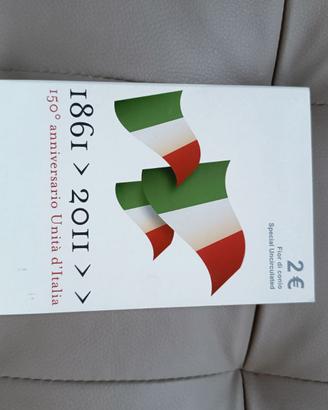 1861 > 2011 > >
150° anniversario Unità d'Italia
2 €
Fior di conio
Special Uncirculated